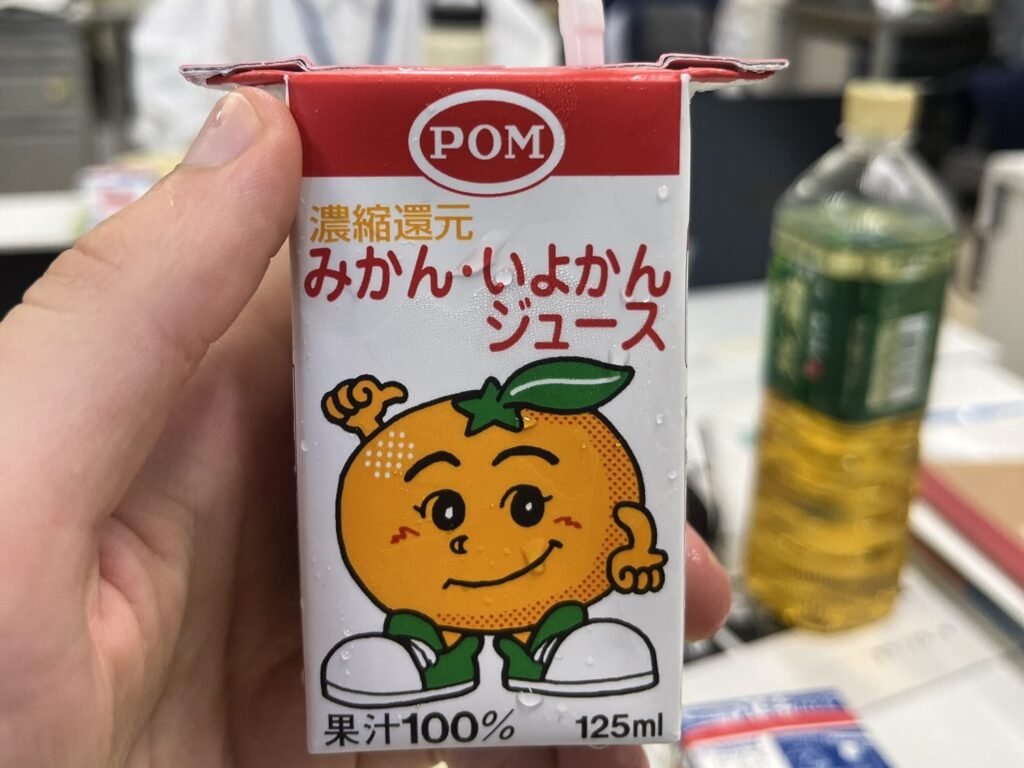 POM
濃縮還元
みかん・いよかん
ジュース
果汁100%
125ml